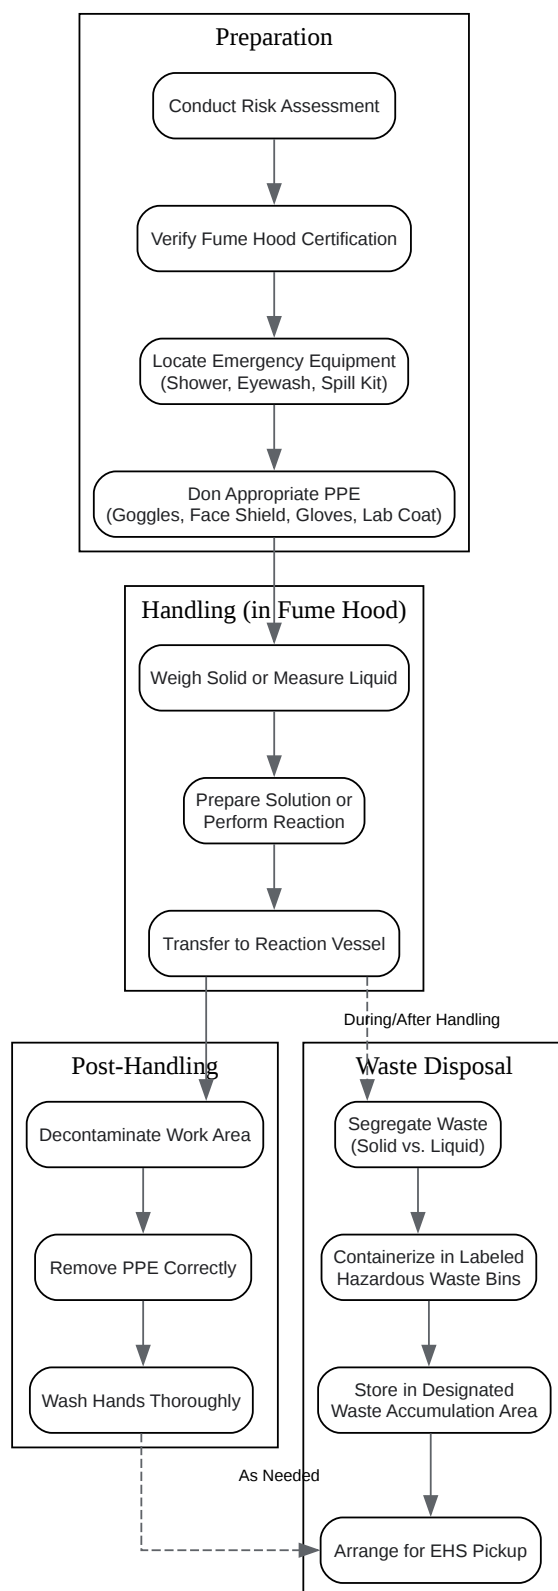 Preparation
Conduct Risk Assessment
Verify Fume Hood Certification
Locate Emergency Equipment
(Shower, Eyewash, Spill Kit)
Don Appropriate PPE
(Goggles, Face Shield, Gloves, Lab Coat)
Handling (in Fume Hood)
Weigh Solid or Measure Liquid
Prepare Solution or
Perform Reaction
Transfer to Reaction Vessel
During/After Handling
Post-Handling
Decontaminate Work Area
Remove PPE Correctly
Wash Hands Thoroughly
As Needed
Waste Disposal
Segregate Waste
(Solid vs. Liquid)
Containerize in Labeled
Hazardous Waste Bins
Store in Designated
Waste Accumulation Area
Arrange for EHS Pickup